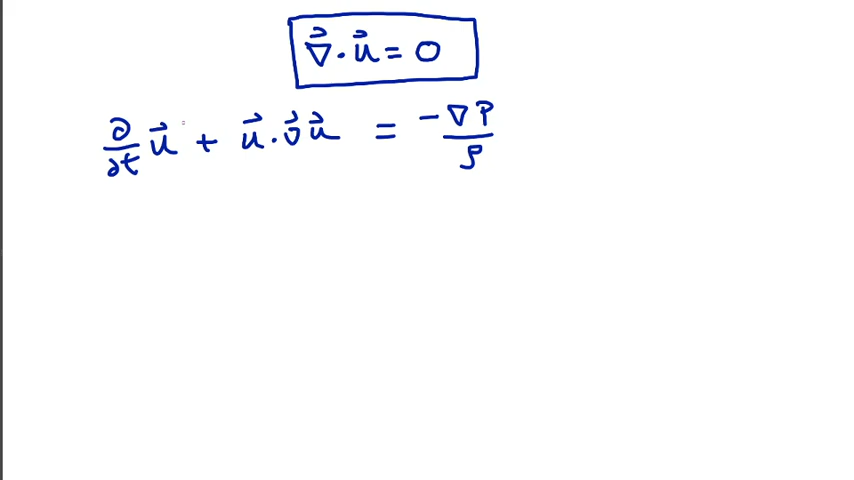 ∇⃗ · u⃗ = 0
∂/∂t u⃗ + u⃗ · ∇⃗ u⃗ = -∇P/ρ